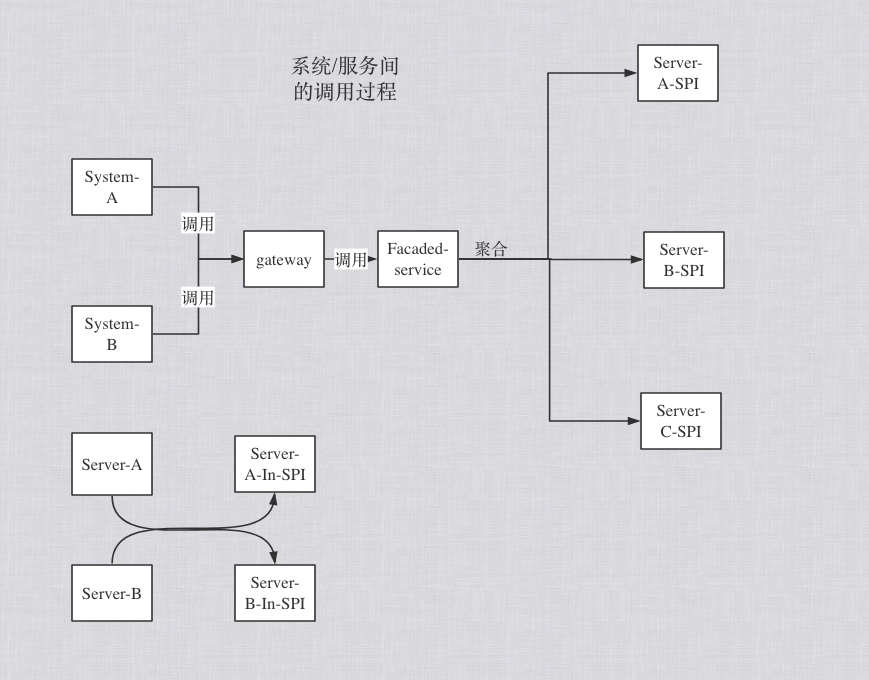 系统/服务间
的调用过程
Server-
A-SPI
System-
A
调用
gateway
调用
Facaded-
service
聚合
Server-
B-SPI
调用
System-
B
Server-
C-SPI
Server-A
Server-
A-In-SPI
Server-B
Server-
B-In-SPI